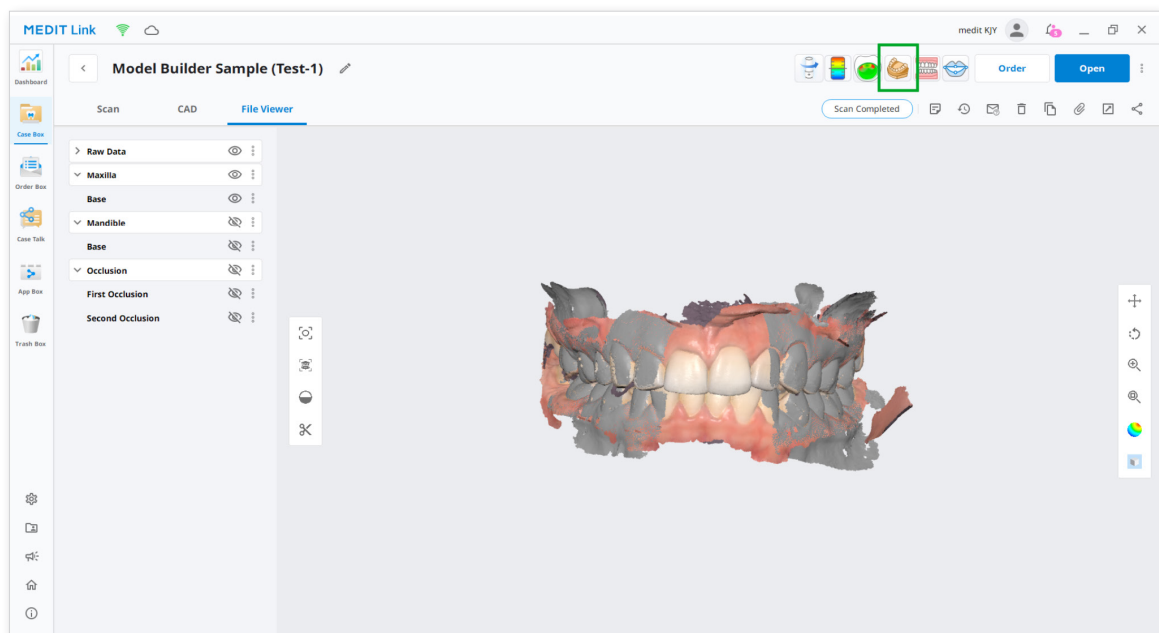 MEDIT Link
medit KJY
5
Dashboard
Model Builder Sample (Test-1)
Order
Open
Scan
CAD
File Viewer
Scan Completed
Case Box
Raw Data
Maxilla
Base
Order Box
Mandible
Base
Case Talk
Occlusion
First Occlusion
App Box
Second Occlusion
Trash Box